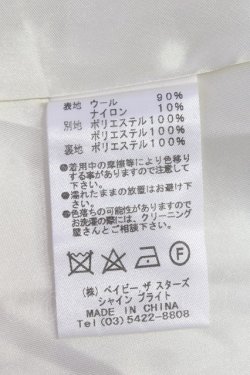 表地 ウール 90%
ナイロン 10%
別地 ポリエステル100%
ポリエステル100%
裏地 ポリエステル100%
●着用中の摩擦等により色移り
する事がありますので注意して
下さい。
●濡れたままの放置はお避け下
さい。
●色落ちの可能性がありますので
お洗濯の際には、クリーニング
屋さんとご相談下さい。
F
(株) ベイビー ザ スターズ
シャイン ブライト
MADE IN CHINA
Tel (03) 5422-8808